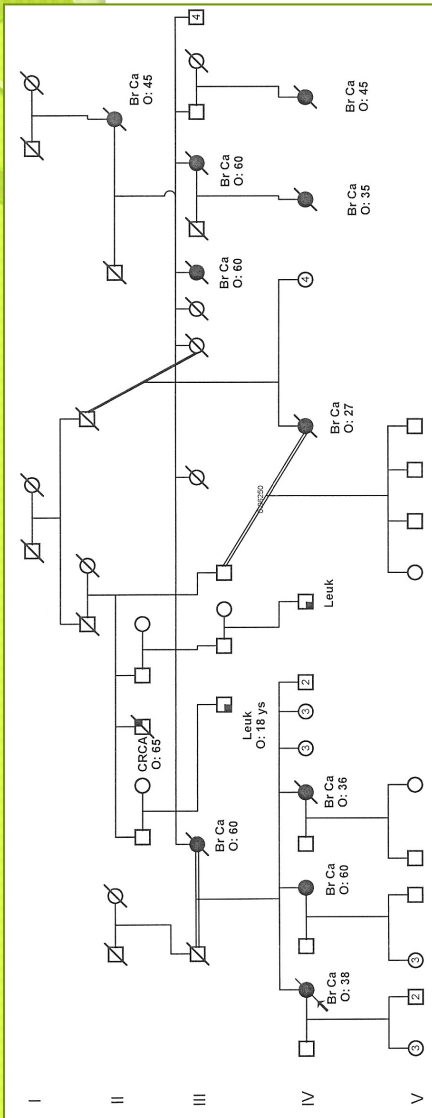 I
II
CRCA
O: 65
Br Ca
O: 45
III
4
Br Ca
O: 60
Leuk
O: 18 ys
Br Ca
O: 60
Br Ca
O: 60
IV
3
3
2
4
Br Ca
O: 38
Br Ca
O: 60
Br Ca
O: 36
Leuk
Br Ca
O: 27
Br Ca
O: 35
Br Ca
O: 45
V
3
2
3